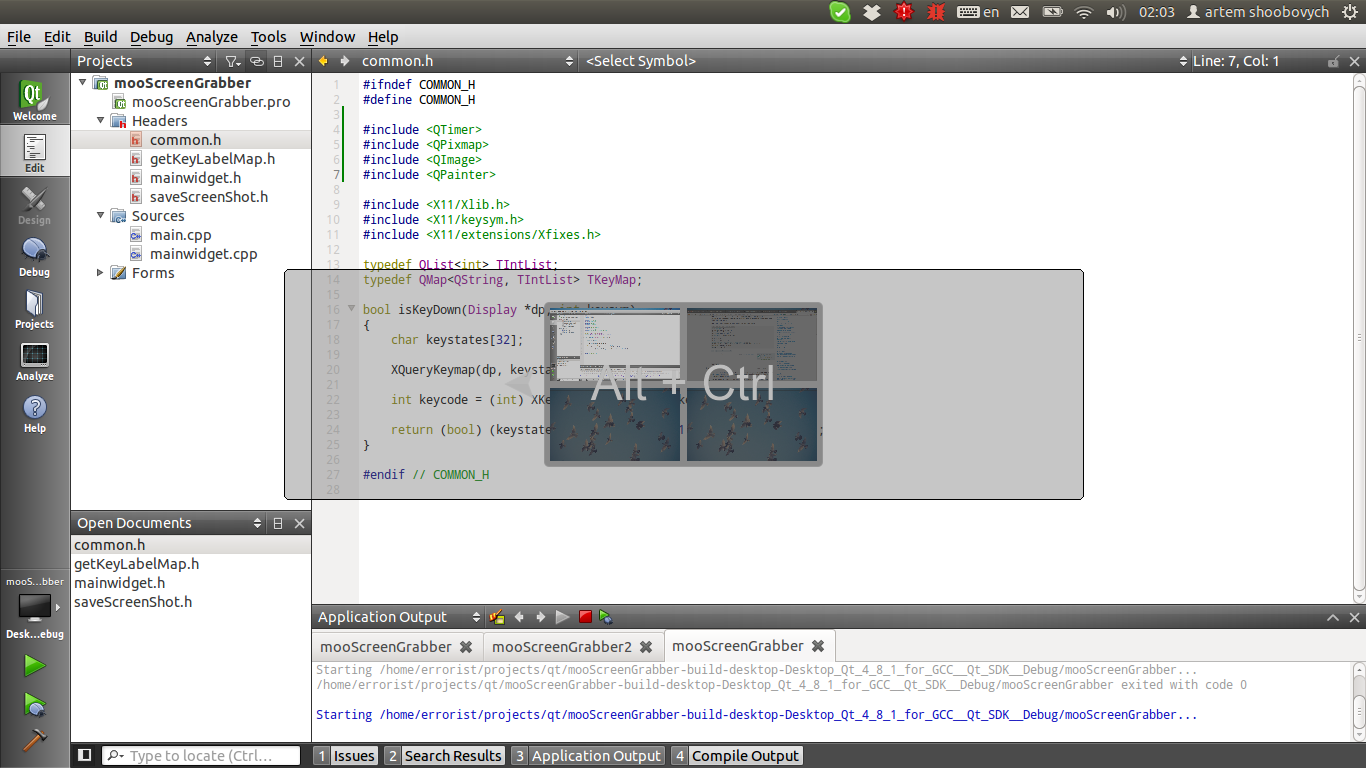 en
02:03
artem shoobovych
File Edit Build Debug Analyze Tools Window Help
Projects
common.h
<Select Symbol>
Line: 7, Col: 1
Qt
Welcome
Edit
Design
Debug
Projects
Analyze
Help
mooS...bber
Desk...ebug
mooScreenGrabber
mooScreenGrabber.pro
Headers
common.h
getKeyLabelMap.h
mainwidget.h
saveScreenShot.h
Sources
main.cpp
mainwidget.cpp
Forms
1 #ifndef COMMON_H
2 #define COMMON_H
3
4 #include <QTimer>
5 #include <QPixmap>
6 #include <QImage>
7 #include <QPainter>
8
9 #include <X11/Xlib.h>
10 #include <X11/keysym.h>
11 #include <X11/extensions/Xfixes.h>
12
13 typedef QList<int> TIntList;
14 typedef QMap<QString, TIntList> TKeyMap;
15
16 bool isKeyDown(Display *dp, int keysym)
17 {
18 char keystates[32];
19
20 XQueryKeymap(dp, keysta
21
22 int keycode = (int) XKe
23
24 return (bool) (keystate
25 }
26
27 #endif // COMMON_H
28
Alt + Ctrl
Open Documents
common.h
getKeyLabelMap.h
mainwidget.h
saveScreenShot.h
Application Output
mooScreenGrabber
mooScreenGrabber2
mooScreenGrabber
Starting /home/errorist/projects/qt/mooScreenGrabber-build-desktop-Desktop_Qt_4_8_1_for_GCC__Qt_SDK__Debug/mooScreenGrabber...
/home/errorist/projects/qt/mooScreenGrabber-build-desktop-Desktop_Qt_4_8_1_for_GCC__Qt_SDK__Debug/mooScreenGrabber exited with code 0
Starting /home/errorist/projects/qt/mooScreenGrabber-build-desktop-Desktop_Qt_4_8_1_for_GCC__Qt_SDK__Debug/mooScreenGrabber...
Type to locate (Ctrl...
1 Issues
2 Search Results
3 Application Output
4 Compile Output